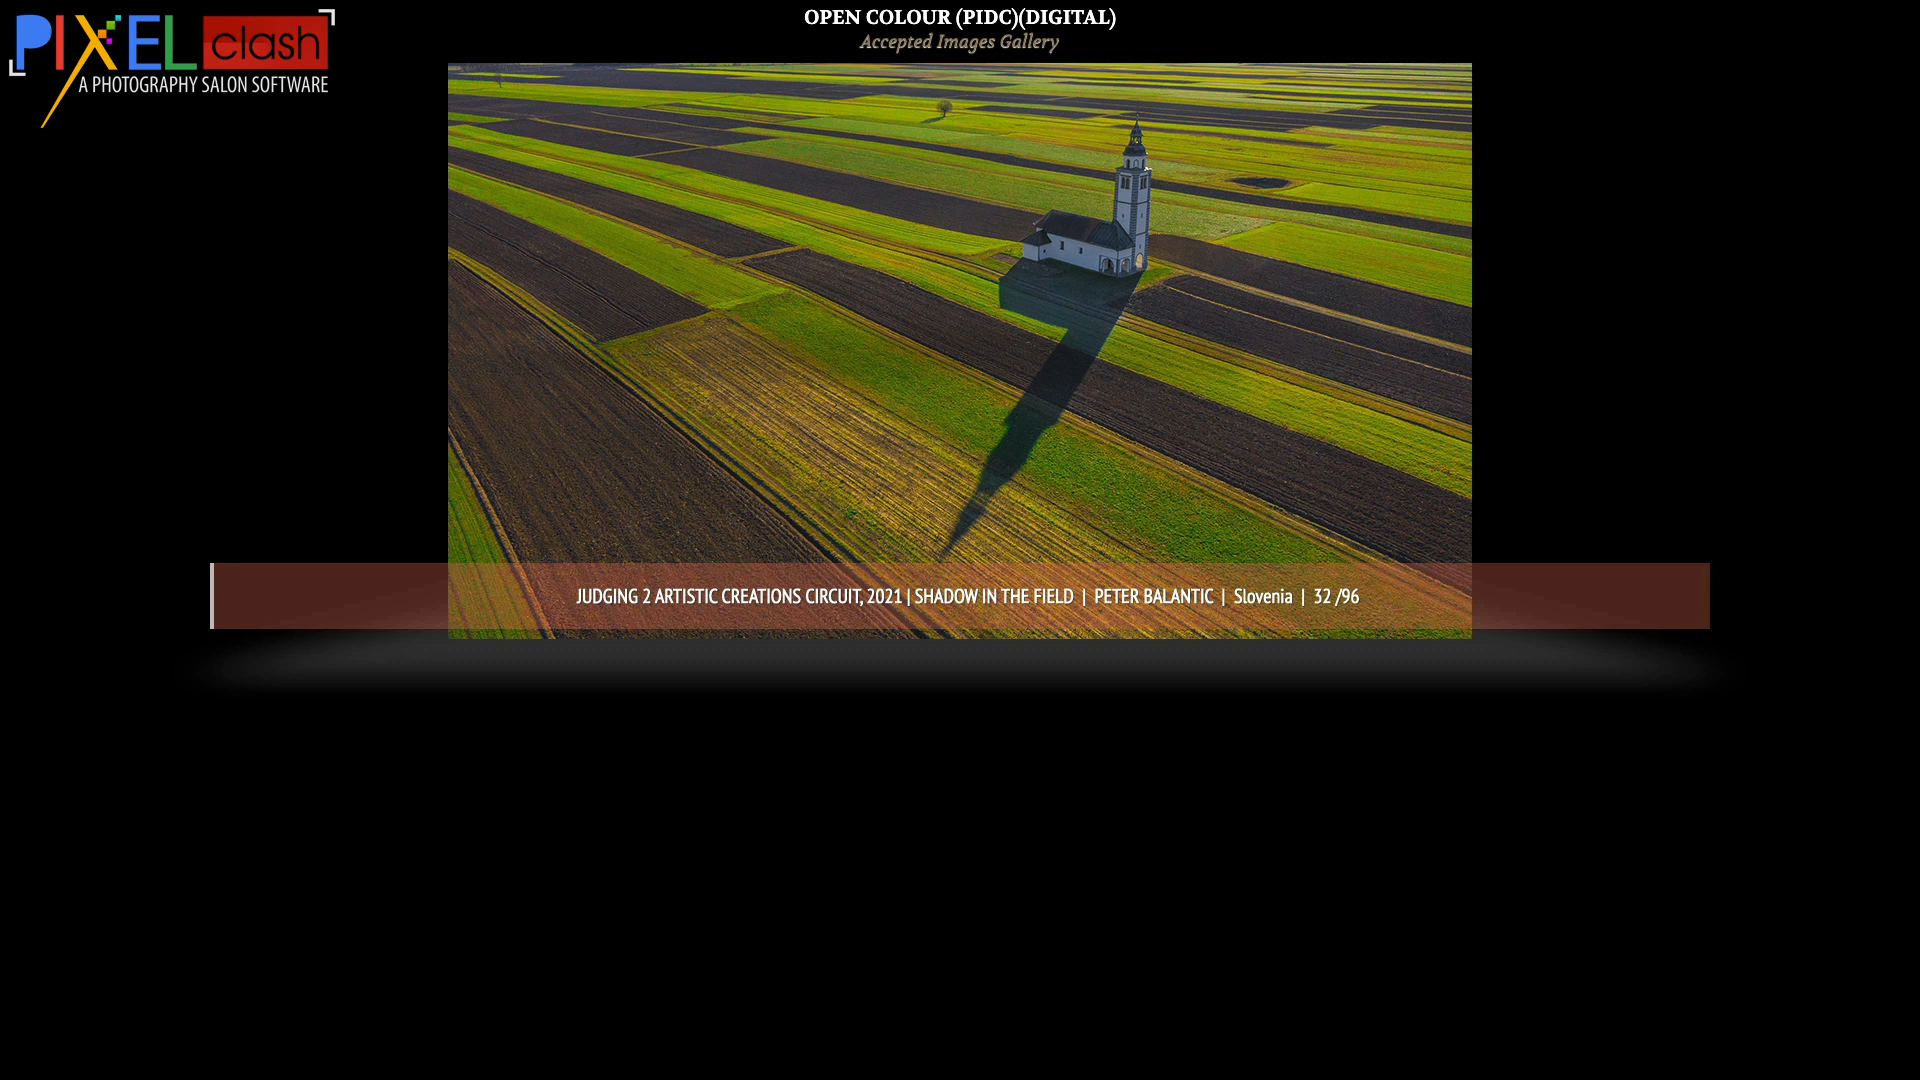 PIXEL clash
A PHOTOGRAPHY SALON SOFTWARE
OPEN COLOUR (PIDC)(DIGITAL)
Accepted Images Gallery
JUDGING 2 ARTISTIC CREATIONS CIRCUIT, 2021 | SHADOW IN THE FIELD | PETER BALANTIC | Slovenia | 32 /96